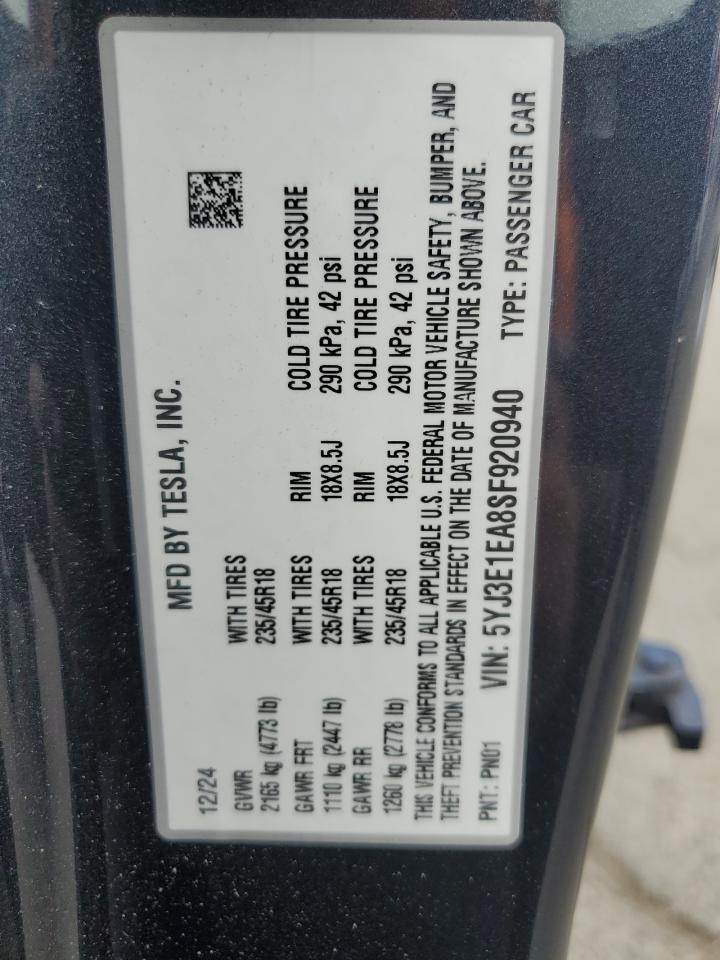 MFD BY TESLA, INC.
12/24
GVWR WITH TIRES
2165 kg (4773 lb) 235/45R18
GAWR FRT WITH TIRES RIM COLD TIRE PRESSURE
1110 kg (2447 lb) 235/45R18 18X8.5J 290 kPa, 42 psi
GAWR RR WITH TIRES RIM COLD TIRE PRESSURE
1260 kg (2778 lb) 235/45R18 18X8.5J 290 kPa, 42 psi
THIS VEHICLE CONFORMS TO ALL APPLICABLE U.S. FEDERAL MOTOR VEHICLE SAFETY, BUMPER, AND
THEFT PREVENTION STANDARDS IN EFFECT ON THE DATE OF MANUFACTURE SHOWN ABOVE.
PNT: PN01 VIN: 5YJ3E1EA8SF920940 TYPE: PASSENGER CAR